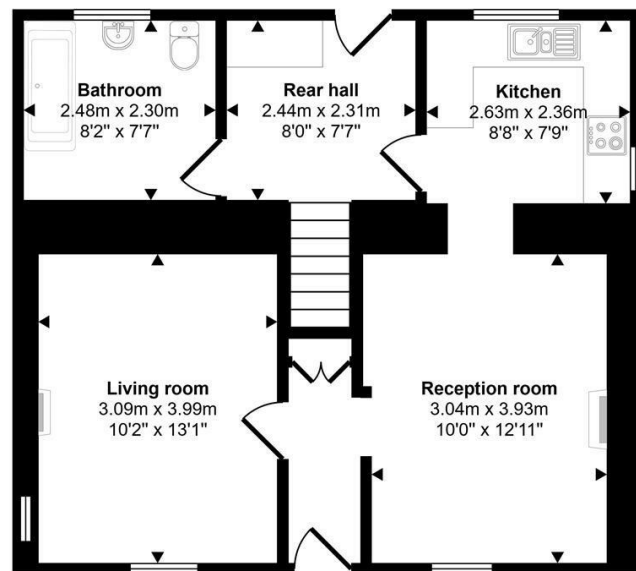 Bathroom
2.48m x 2.30m
8'2" x 7'7"
Rear hall
2.44m x 2.31m
8'0" x 7'7"
Kitchen
2.63m x 2.36m
8'8" x 7'9"
Living room
3.09m x 3.99m
10'2" x 13'1"
Reception room
3.04m x 3.93m
10'0" x 12'11"